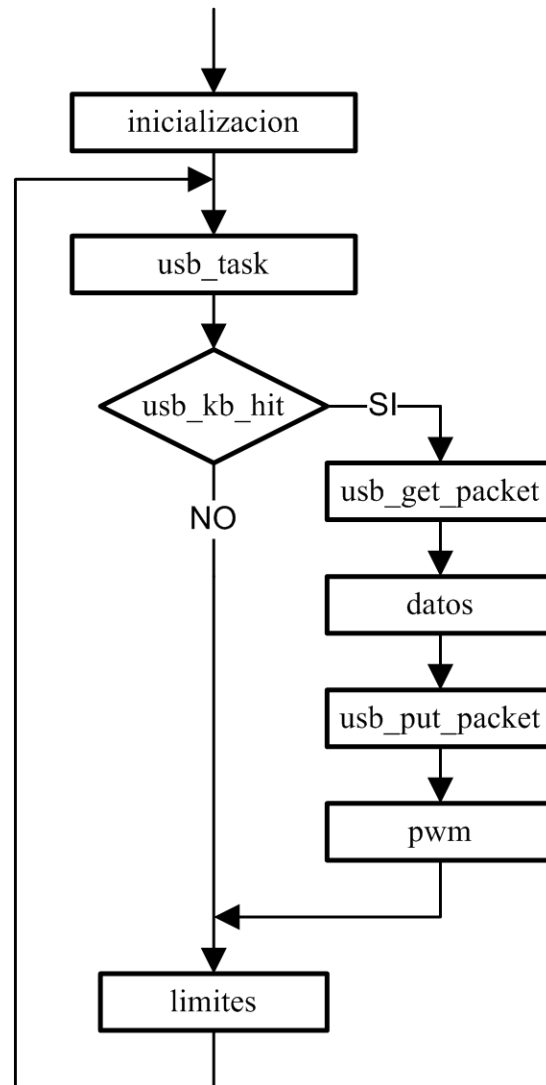 inicializacion
usb_task
usb_kb_hit
SI
usb_get_packet
NO
datos
usb_put_packet
pwm
limites